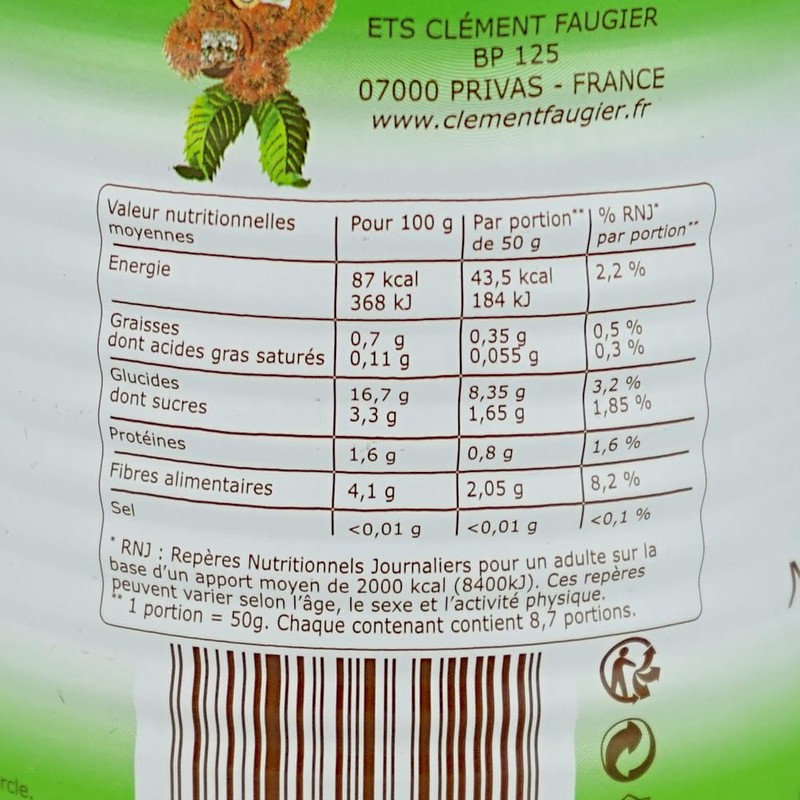 ETS CLÉMENT FAUGIER
BP 125
07000 PRIVAS - FRANCE
www.clementfaugier.fr
Valeur nutritionnelles moyennes Pour 100 g Par portion** de 50 g % RNJ* par portion**
Energie 87 kcal 43,5 kcal 2,2 %
368 kJ 184 kJ
Graisses 0,7 g 0,35 g 0,5 %
dont acides gras saturés 0,11 g 0,055 g 0,3 %
Glucides 16,7 g 8,35 g 3,2 %
dont sucres 3,3 g 1,65 g 1,85 %
Protéines 1,6 g 0,8 g 1,6 %
Fibres alimentaires 4,1 g 2,05 g 8,2 %
Sel <0,01 g <0,01 g <0,1 %
* RNJ : Repères Nutritionnels Journaliers pour un adulte sur la
base d'un apport moyen de 2000 kcal (8400kJ). Ces repères
peuvent varier selon l'âge, le sexe et l'activité physique.
** 1 portion = 50g. Chaque contenant contient 8,7 portions.